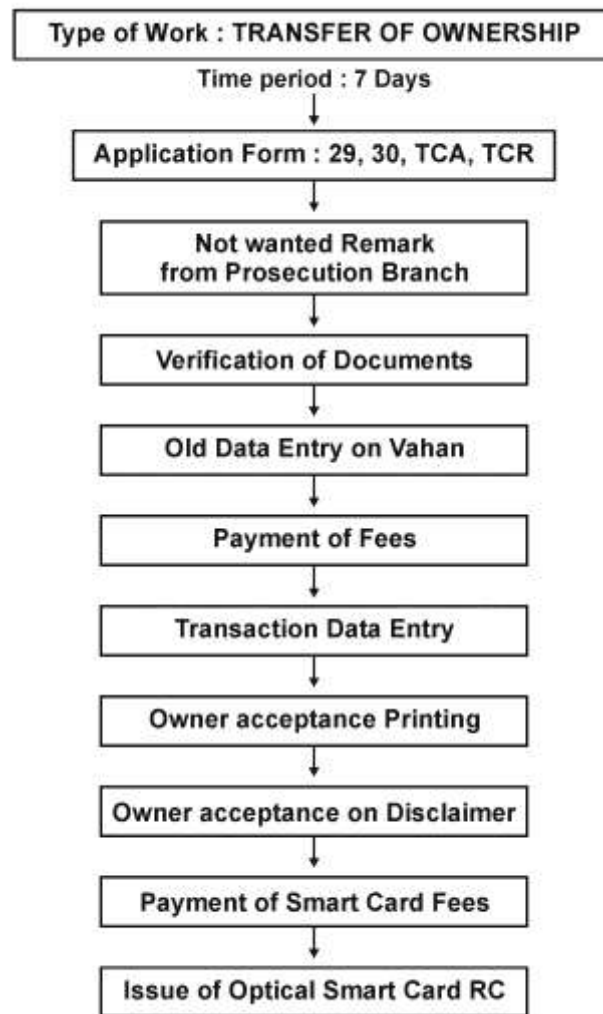 Type of Work : TRANSFER OF OWNERSHIP
Time period : 7 Days
Application Form : 29, 30, TCA, TCR
Not wanted Remark
from Prosecution Branch
Verification of Documents
Old Data Entry on Vahan
Payment of Fees
Transaction Data Entry
Owner acceptance Printing
Owner acceptance on Disclaimer
Payment of Smart Card Fees
Issue of Optical Smart Card RC